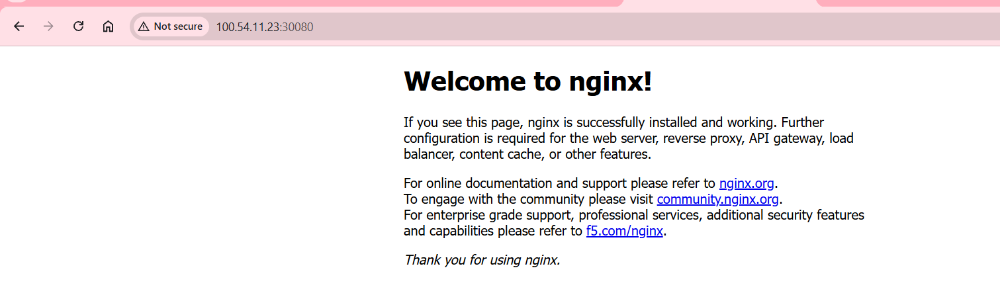 Not secure 100.54.11.23:30080
Welcome to nginx!
If you see this page, nginx is successfully installed and working. Further
configuration is required for the web server, reverse proxy, API gateway, load
balancer, content cache, or other features.
For online documentation and support please refer to nginx.org.
To engage with the community please visit community.nginx.org.
For enterprise grade support, professional services, additional security features
and capabilities please refer to f5.com/nginx.
Thank you for using nginx.